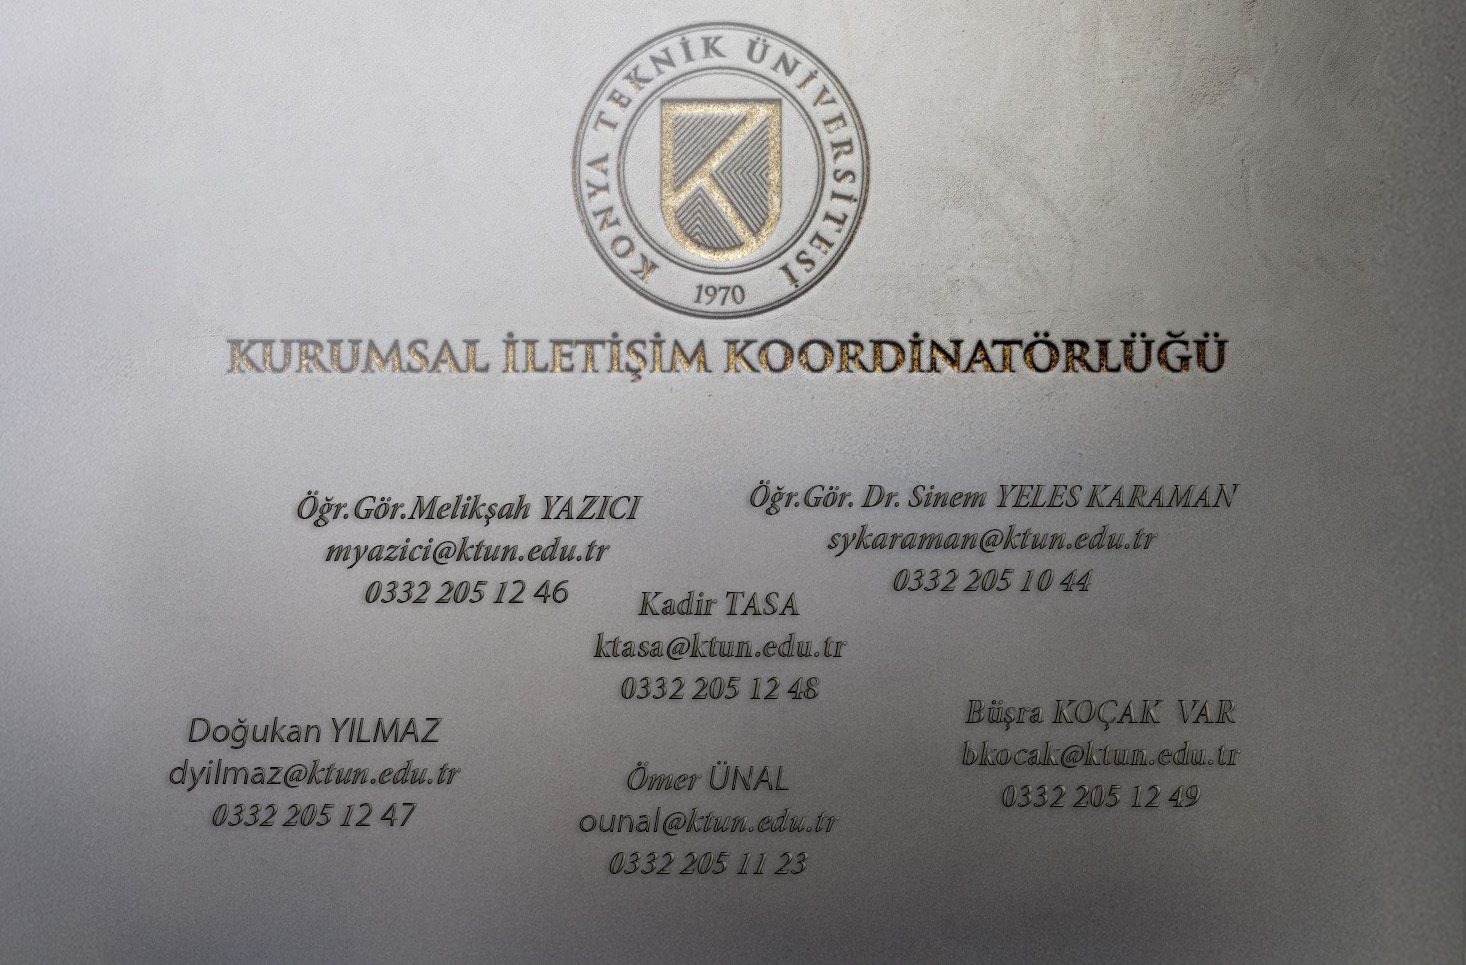 KONYA TEKNİK ÜNİVERSİTESİ
1970
KURUMSAL İLETİŞİM KOORDİNATÖRLÜĞÜ
Öğr.Gör.Melikşah YAZICI
myazici@ktun.edu.tr
0332 205 12 46
Öğr.Gör. Dr. Sinem YELES KARAMAN
sykaraman@ktun.edu.tr
0332 205 10 44
Kadir TASA
ktasa@ktun.edu.tr
0332 205 12 48
Doğukan YILMAZ
dyilmaz@ktun.edu.tr
0332 205 12 47
Ömer ÜNAL
ounal@ktun.edu.tr
0332 205 11 23
Büşra KOÇAK VAR
bkocak@ktun.edu.tr
0332 205 12 49